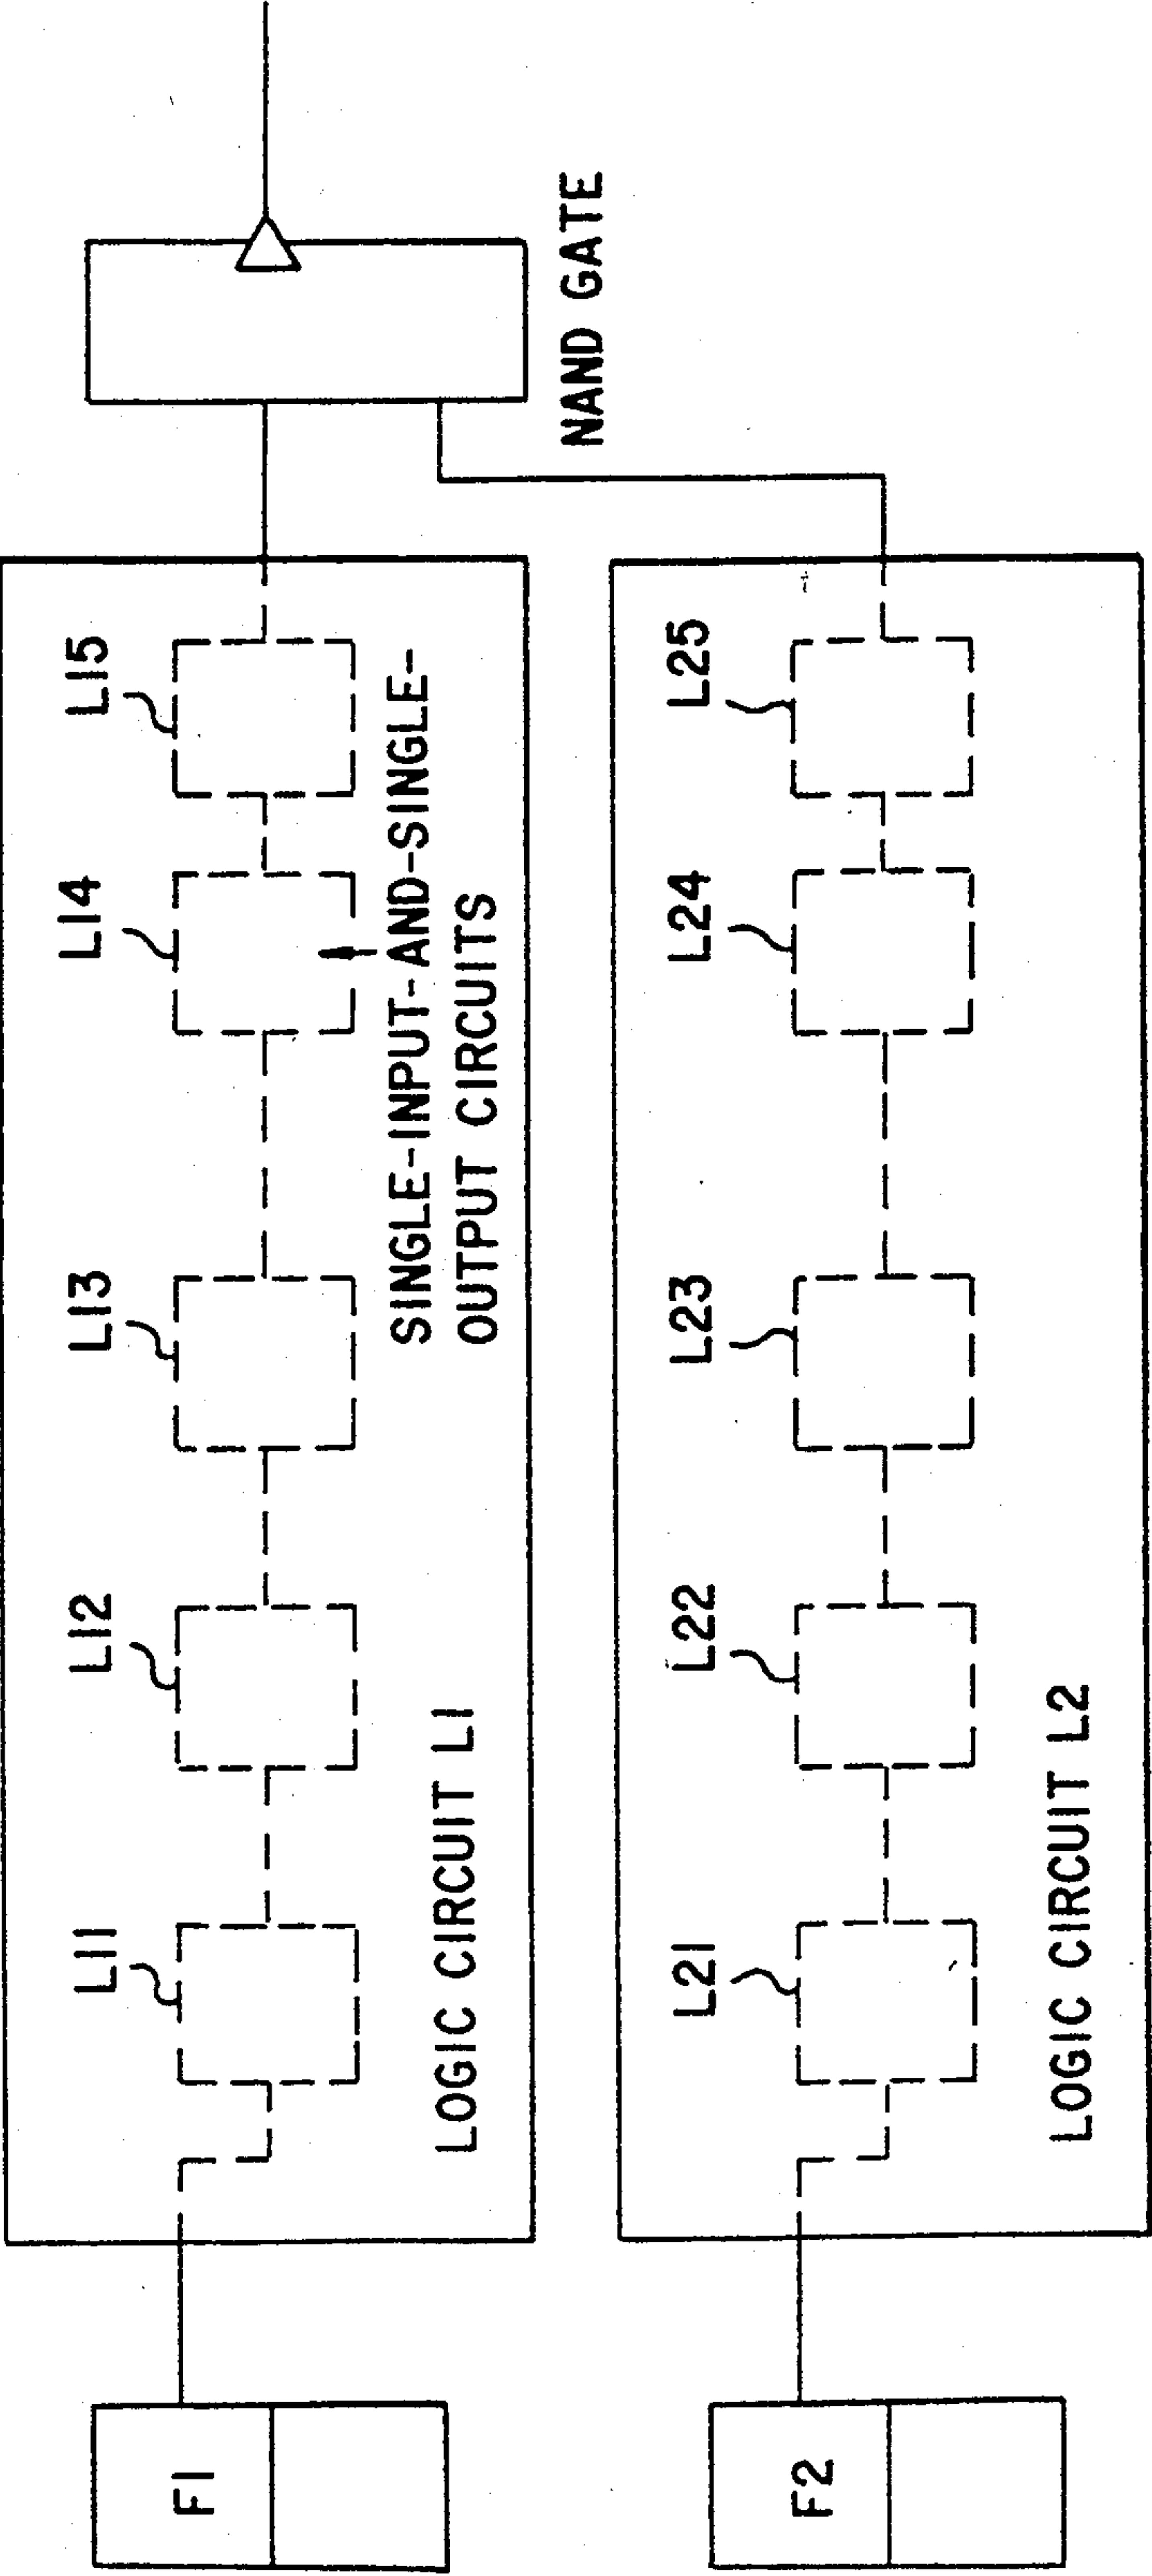 F1
L11
L12
L13
L14
L15
SINGLE-INPUT-AND-SINGLE-
OUTPUT CIRCUITS
LOGIC CIRCUIT L1
NAND GATE
F2
L21
L22
L23
L24
L25
LOGIC CIRCUIT L2